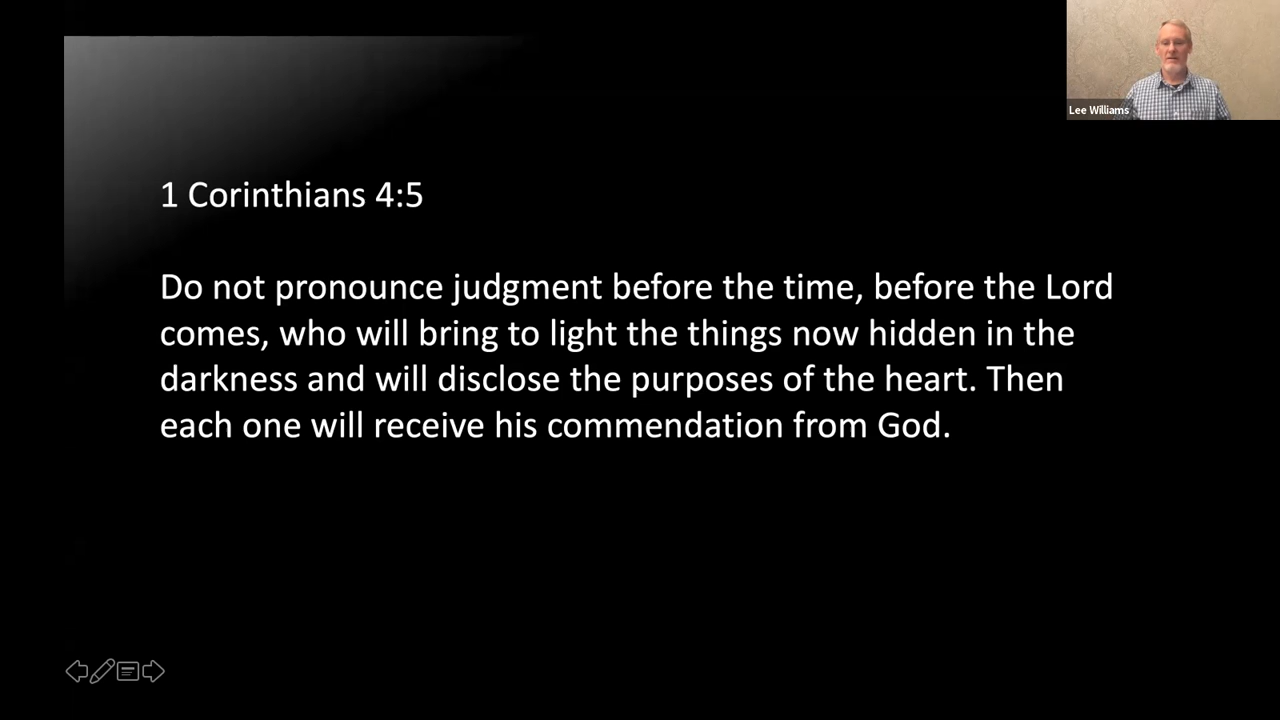 Lee Williams
1 Corinthians 4:5
Do not pronounce judgment before the time, before the Lord
comes, who will bring to light the things now hidden in the
darkness and will disclose the purposes of the heart. Then
each one will receive his commendation from God.